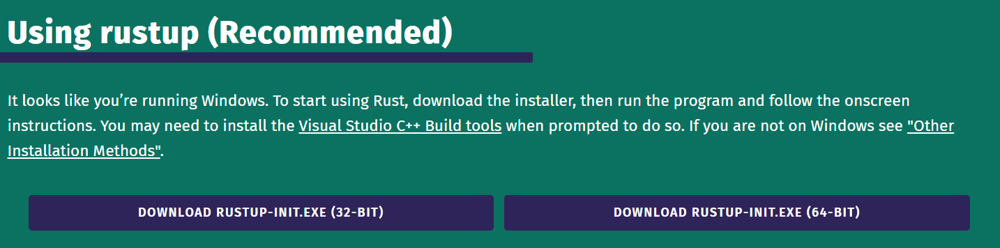 Using rustup (Recommended)
It looks like you’re running Windows. To start using Rust, download the installer, then run the program and follow the onscreen
instructions. You may need to install the Visual Studio C++ Build tools when prompted to do so. If you are not on Windows see "Other
Installation Methods".
DOWNLOAD RUSTUP-INIT.EXE (32-BIT)
DOWNLOAD RUSTUP-INIT.EXE (64-BIT)